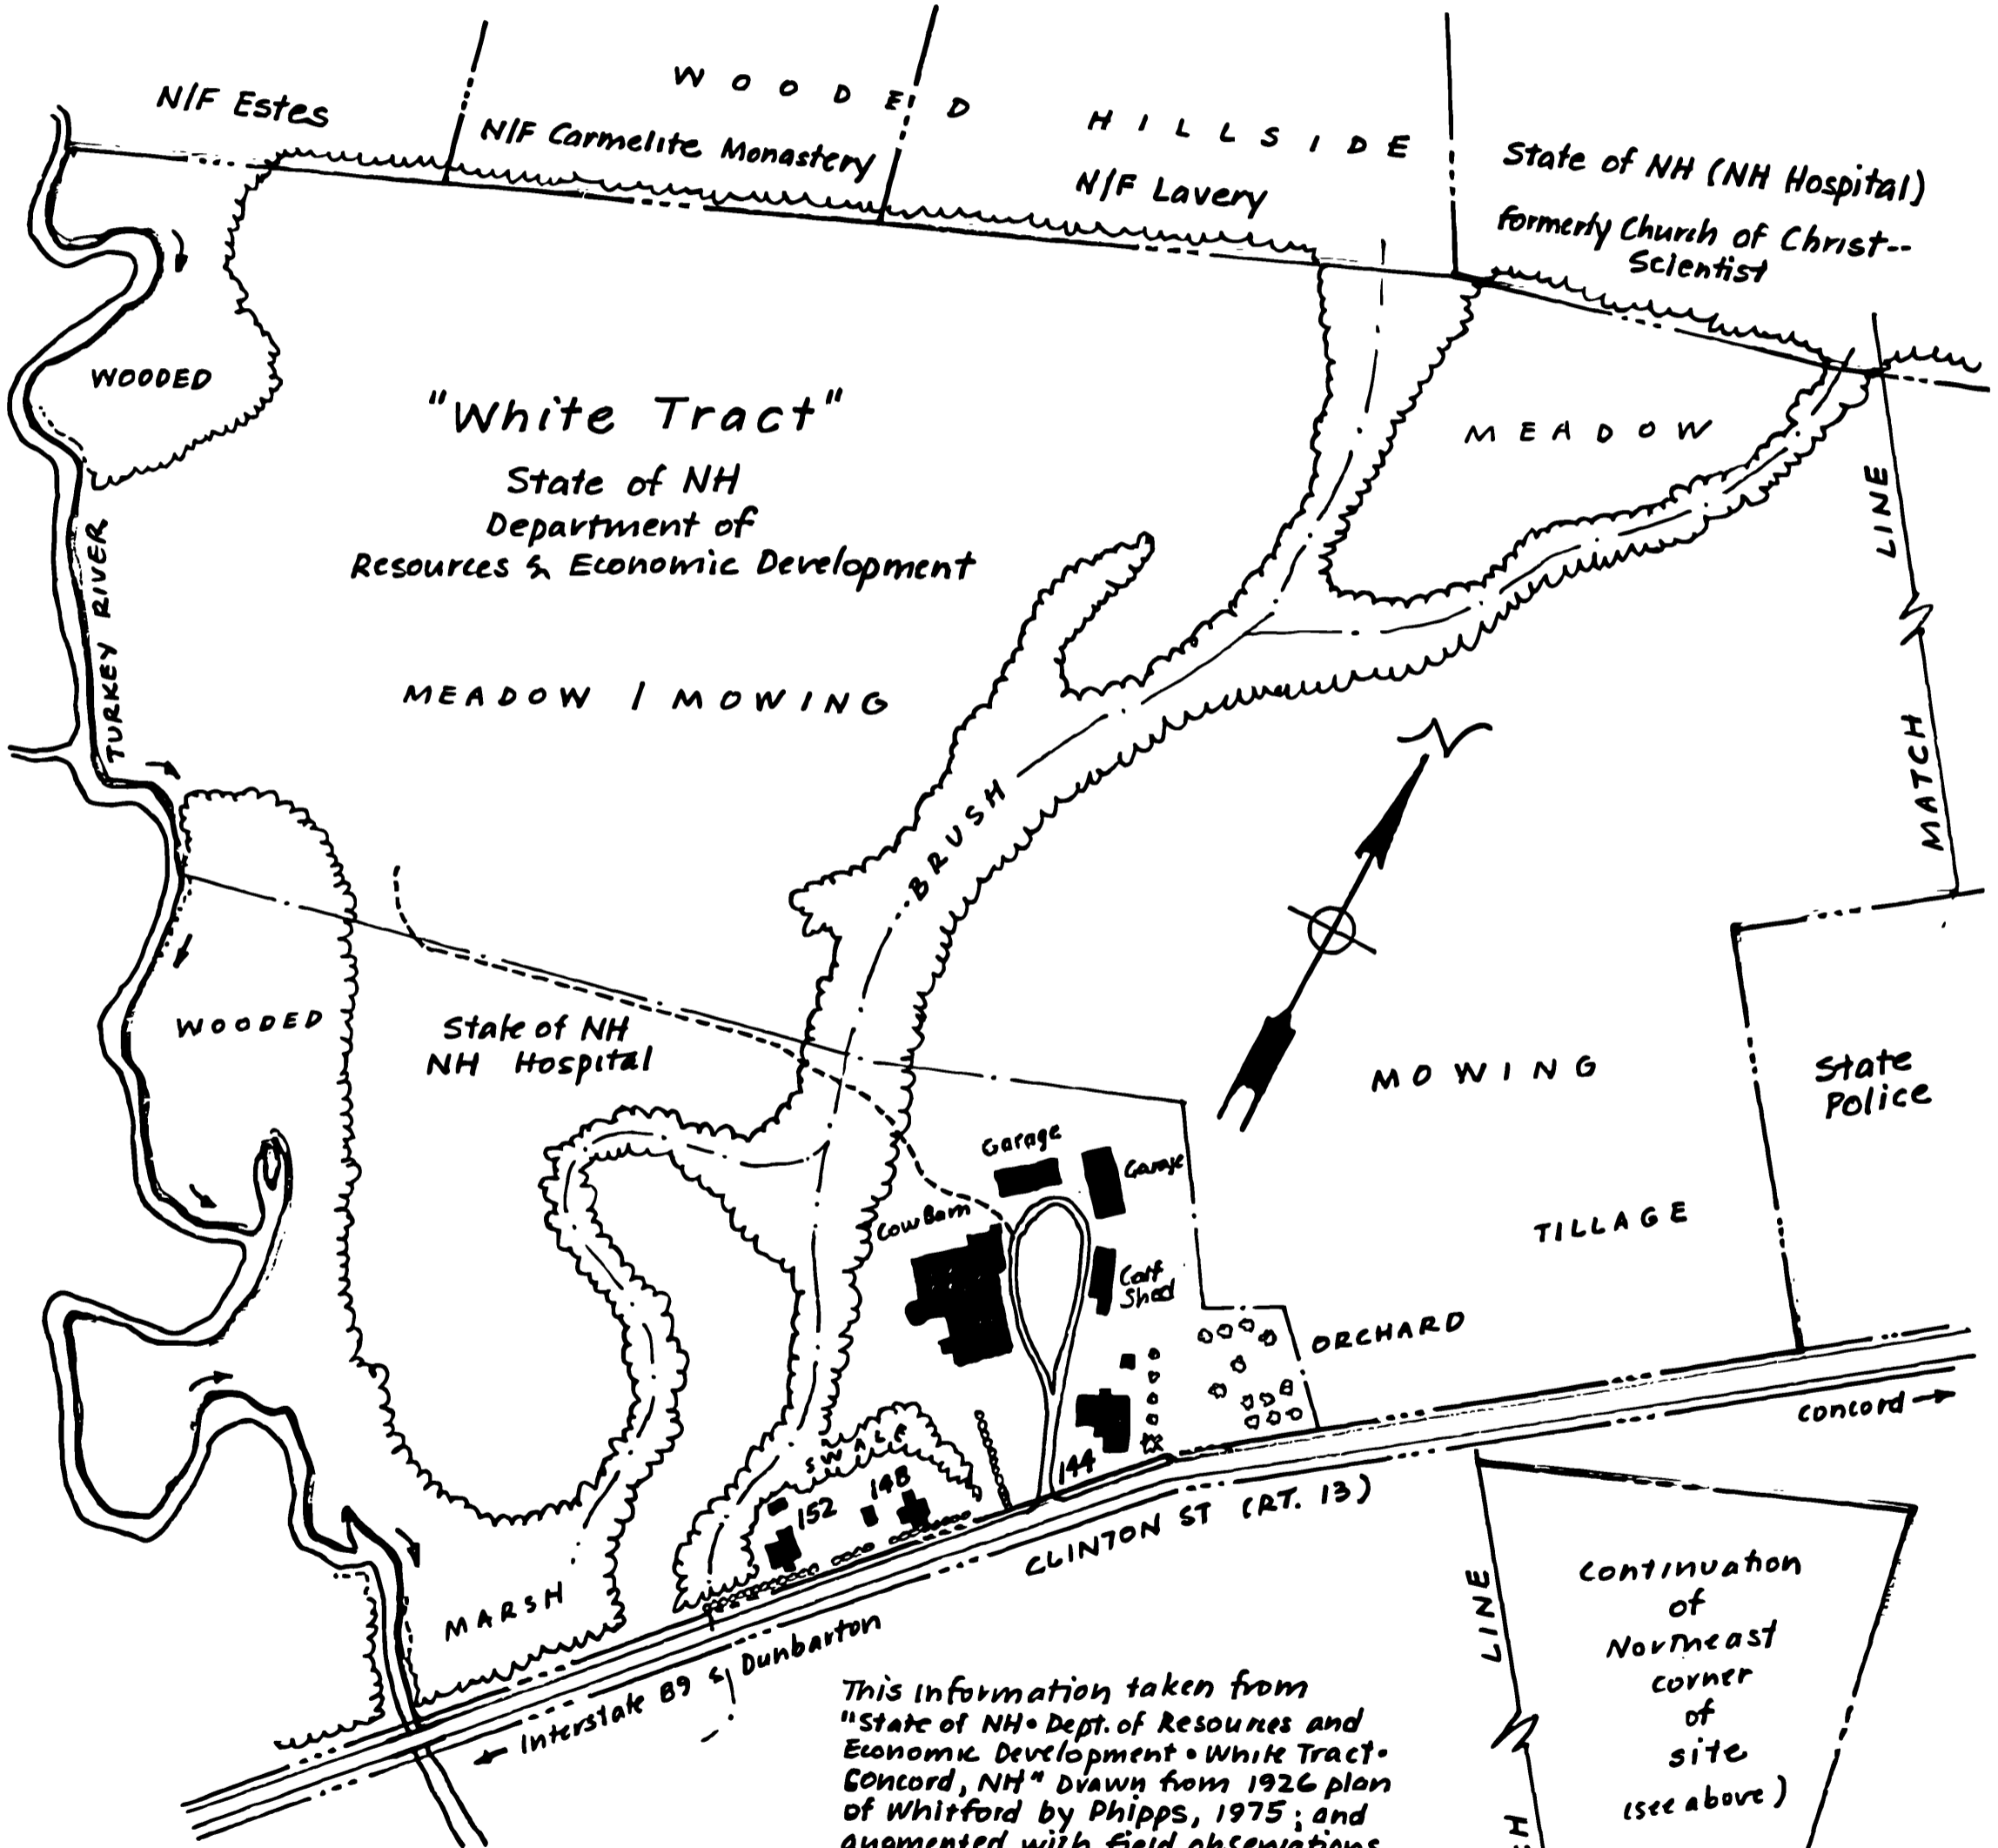 WOODED HILLSIDE
N/F Estes
N/F Carmelite Monastery
N/F Lavery
State of NH (NH Hospital)
formerly Church of Christ--
Scientist
WOODED
"White Tract"
State of NH
Department of
Resources & Economic Development
MEADOW
MATCH LINE
TURKEY RIVER
MEADOW / MOWING
N
BRUSH
WOODED
State of NH
NH Hospital
MOWING
State
Police
Garage
Garage
Cow Barn
Calf
Shed
TILLAGE
ORCHARD
SWALE
144
148
152
Concord
CLINTON ST (RT. 13)
MARSH
Interstate 89 & Dunbarton
This information taken from
"State of NH • Dept. of Resources and
Economic Development • White Tract •
Concord, NH" Drawn from 1926 plan
of Whitford by Phipps, 1975; and
augmented with field observations
LINE
H
Continuation
of
Northeast
corner
of
site
(see above)